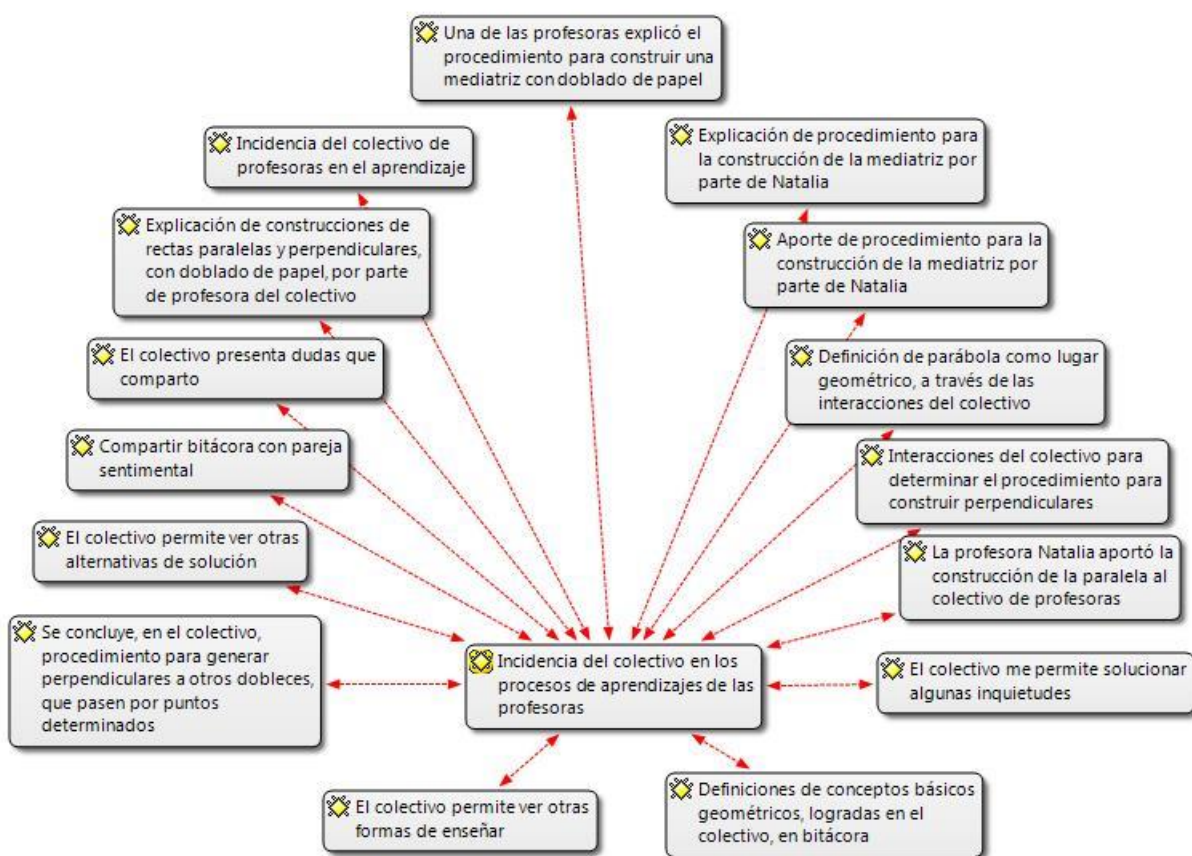 Una de las profesoras explicó el
procedimiento para construir una
mediatriz con doblado de papel
Incidencia del colectivo de
profesoras en el aprendizaje
Explicación de procedimiento para
la construcción de la mediatriz por
parte de Natalia
Explicación de construcciones de
rectas paralelas y perpendiculares,
con doblado de papel, por parte
de profesora del colectivo
Aporte de procedimiento para la
construcción de la mediatriz por
parte de Natalia
El colectivo presenta dudas que
comparto
Definición de parábola como lugar
geométrico, a través de las
interacciones del colectivo
Compartir bitácora con pareja
sentimental
Interacciones del colectivo para
determinar el procedimiento para
construir perpendiculares
El colectivo permite ver otras
alternativas de solución
La profesora Natalia aportó la
construcción de la paralela al
colectivo de profesoras
Se concluye, en el colectivo,
procedimiento para generar
perpendiculares a otros dobleces,
que pasen por puntos
determinados
Incidencia del colectivo en los
procesos de aprendizajes de las
profesoras
El colectivo me permite solucionar
algunas inquietudes
El colectivo permite ver otras
formas de enseñar
Definiciones de conceptos básicos
geométricos, logradas en el
colectivo, en bitácora